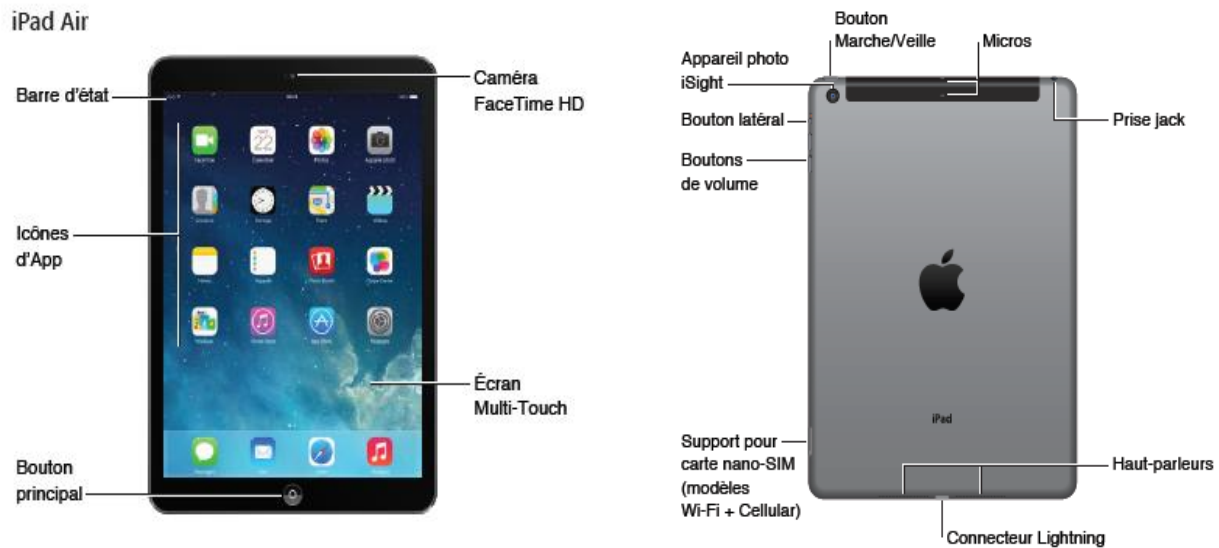 iPad Air
Barre d'état
Caméra
FaceTime HD
Icônes
d'App
Écran
Multi-Touch
Bouton
principal
Bouton
Marche/Veille
Micros
Appareil photo
iSight
Bouton latéral
Prise jack
Boutons
de volume
iPad
Support pour
carte nano-SIM
(modèles
Wi-Fi + Cellular)
Haut-parleurs
Connecteur Lightning